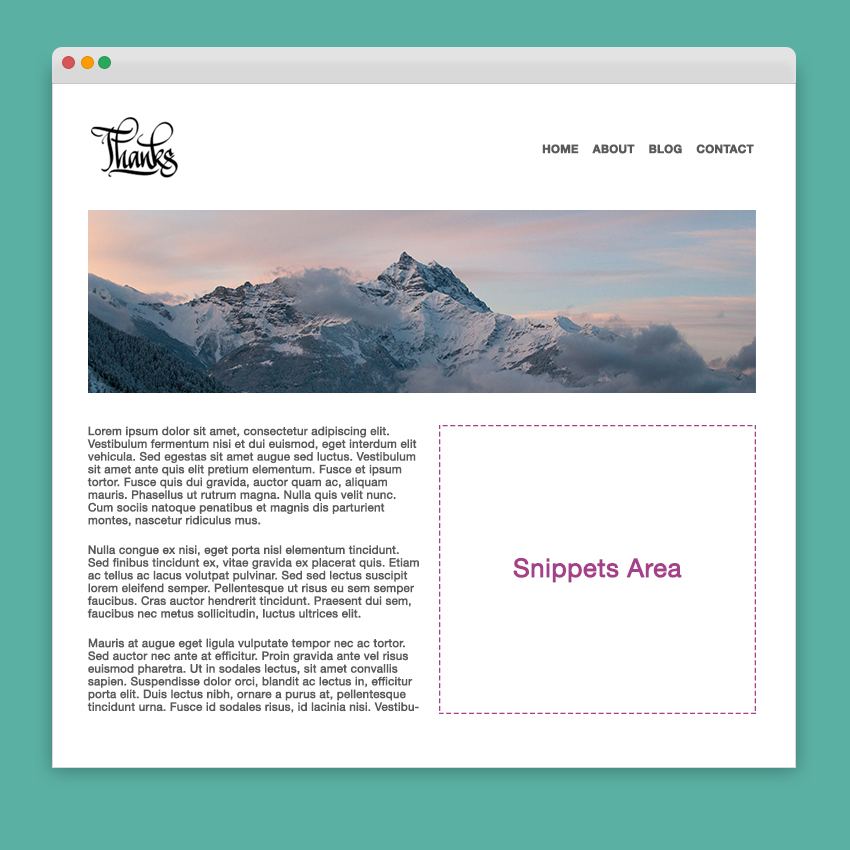 Thanks
HOME ABOUT BLOG CONTACT
Lorem ipsum dolor sit amet, consectetur adipiscing elit.
Vestibulum fermentum nisi et dui euismod, eget interdum elit
vehicula. Sed egestas sit amet augue sed luctus. Vestibulum
sit amet ante quis elit pretium elementum. Fusce et ipsum
tortor. Fusce quis dui gravida, auctor quam ac, aliquam
mauris. Phasellus ut rutrum magna. Nulla quis velit nunc.
Cum sociis natoque penatibus et magnis dis parturient
montes, nascetur ridiculus mus.
Nulla congue ex nisi, eget porta nisl elementum tincidunt.
Sed finibus tincidunt ex, vitae gravida ex placerat quis. Etiam
ac tellus ac lacus volutpat pulvinar. Sed sed lectus suscipit
lorem eleifend semper. Pellentesque ut risus eu sem semper
faucibus. Cras auctor hendrerit tincidunt. Praesent dui sem,
faucibus nec metus sollicitudin, luctus ultrices elit.
Mauris at augue eget ligula vulputate tempor nec ac tortor.
Sed auctor nec ante at efficitur. Proin gravida ante vel risus
euismod pharetra. Ut in sodales lectus, sit amet convallis
sapien. Suspendisse dolor orci, blandit ac lectus in, efficitur
porta elit. Duis lectus nibh, ornare a purus at, pellentesque
tincidunt urna. Fusce id sodales risus, id lacinia nisi. Vestibu-
Snippets Area